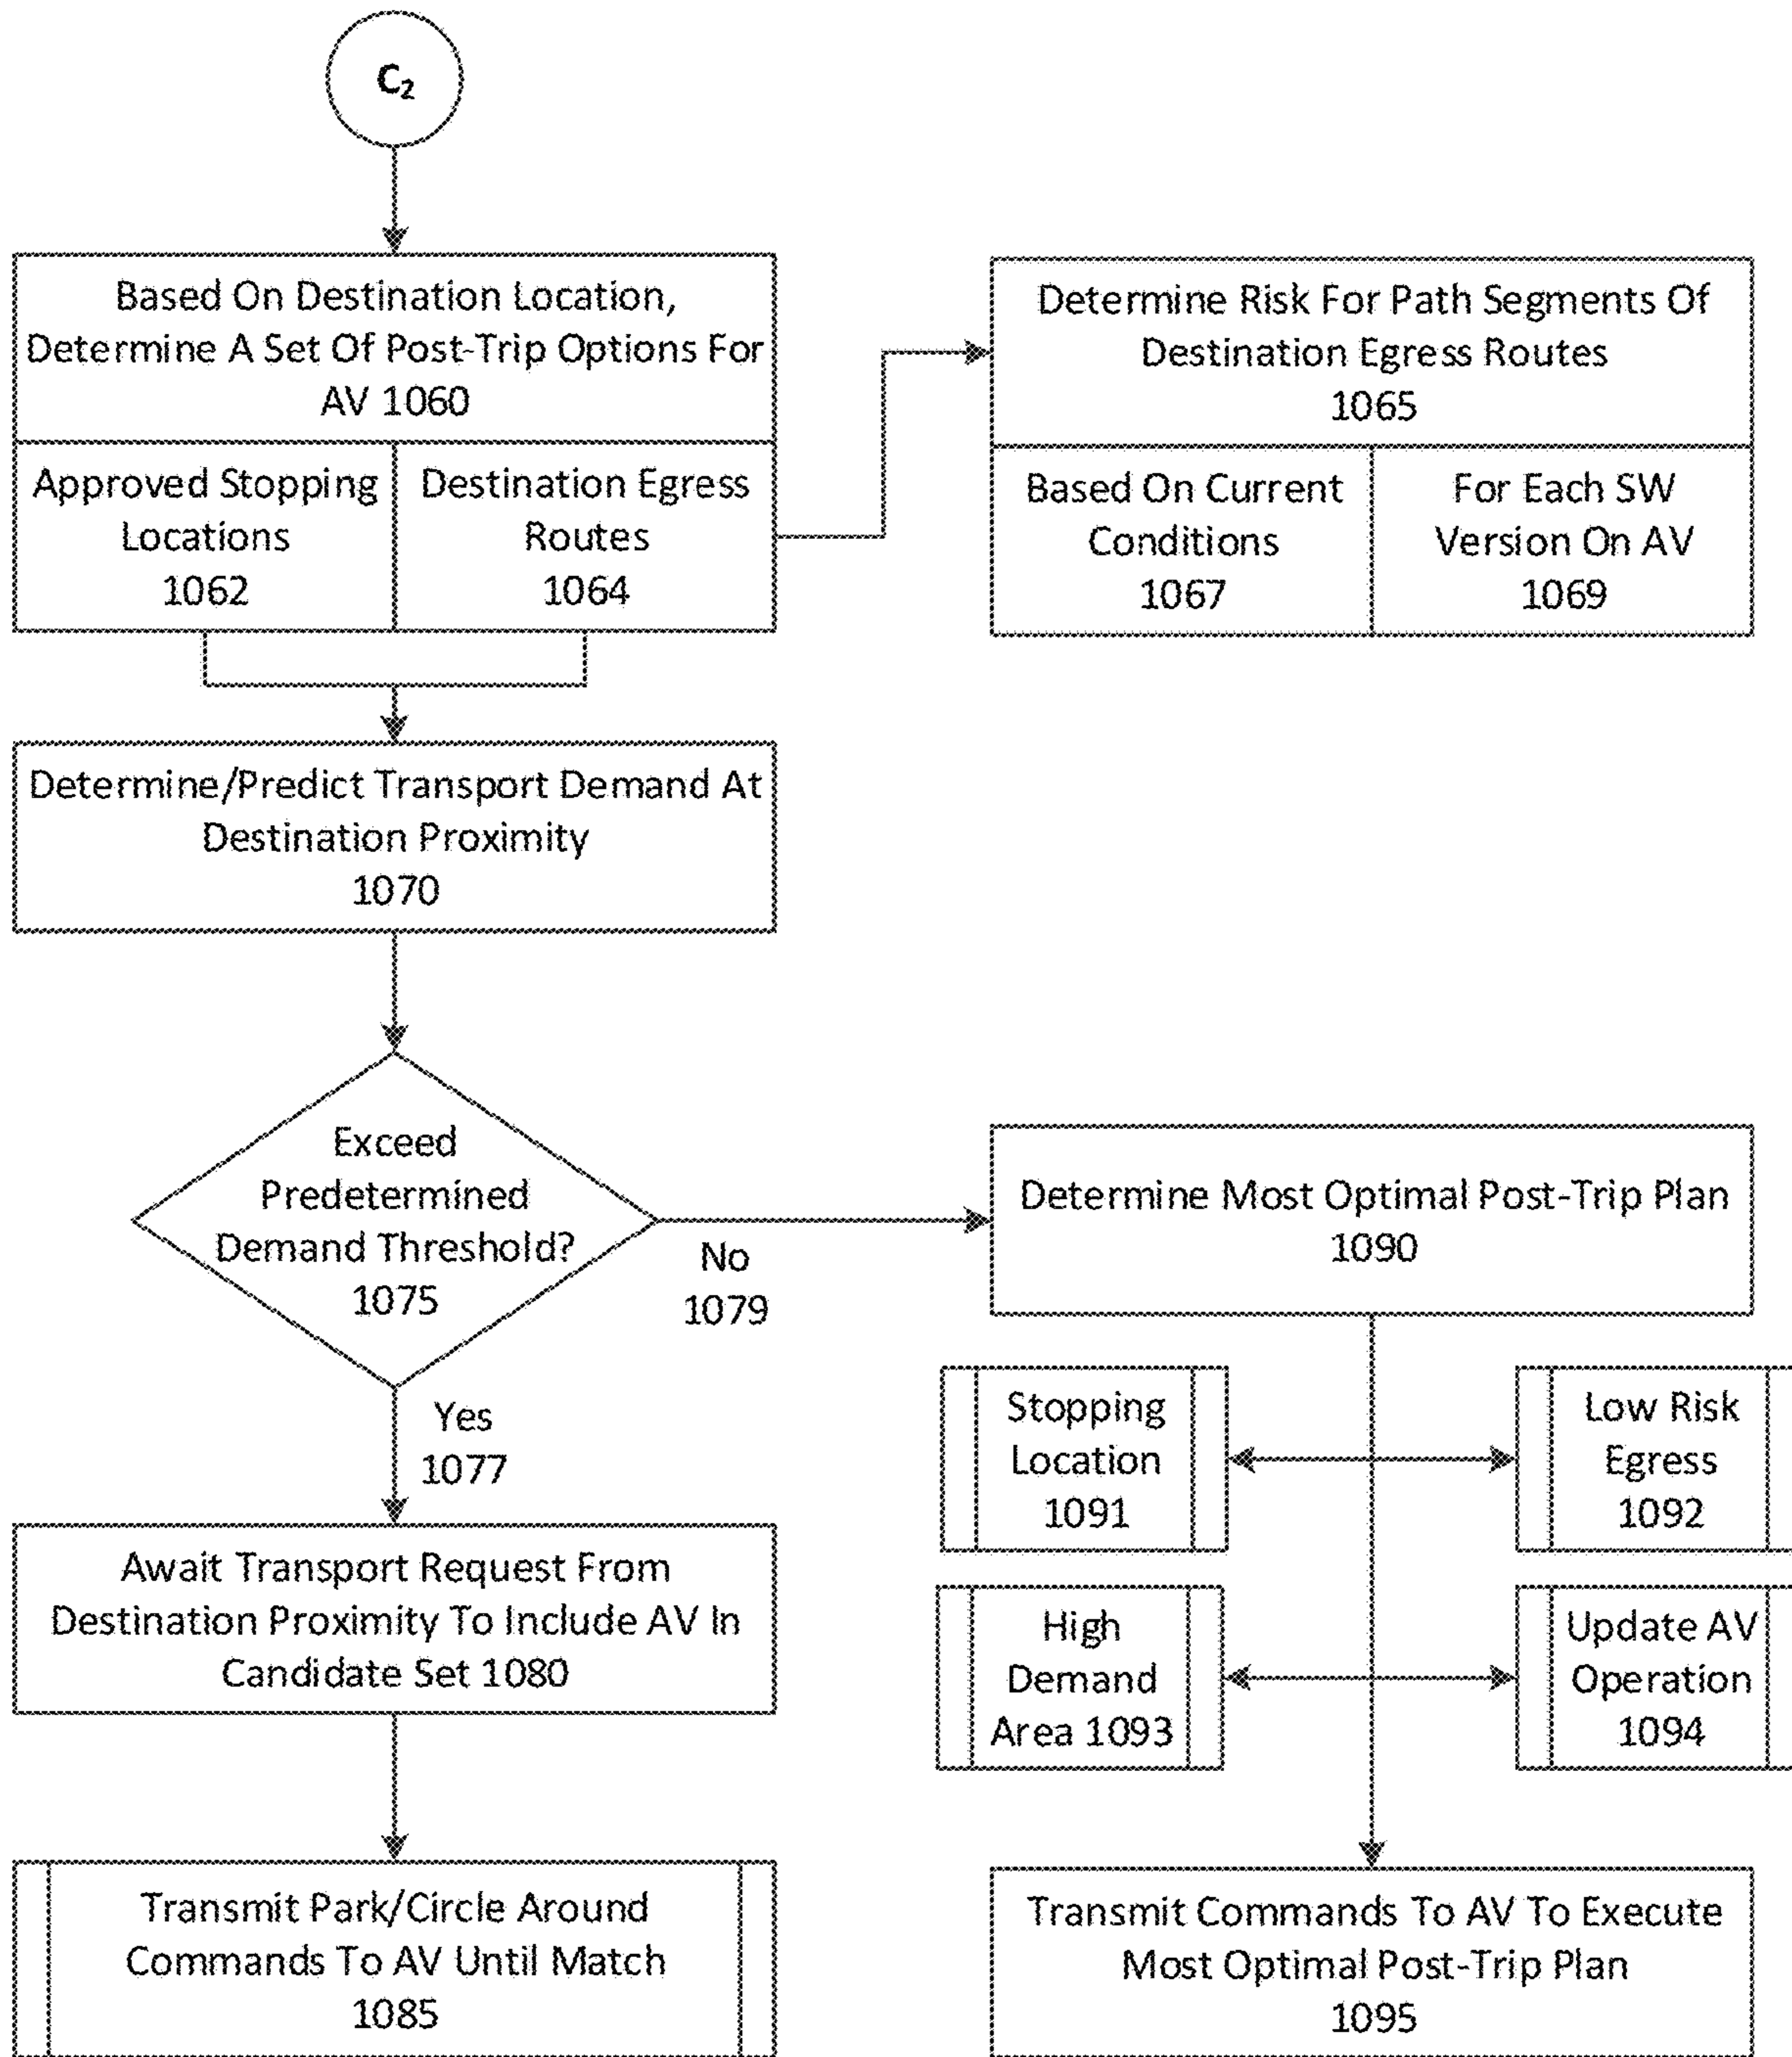 C₂
Based On Destination Location,
Determine A Set Of Post-Trip Options For
AV 1060
Approved Stopping
Locations
1062
Destination Egress
Routes
1064
Determine Risk For Path Segments Of
Destination Egress Routes
1065
Based On Current
Conditions
1067
For Each SW
Version On AV
1069
Determine/Predict Transport Demand At
Destination Proximity
1070
Exceed
Predetermined
Demand Threshold?
1075
No
1079
Yes
1077
Determine Most Optimal Post-Trip Plan
1090
Stopping
Location
1091
Low Risk
Egress
1092
High
Demand
Area 1093
Update AV
Operation
1094
Await Transport Request From
Destination Proximity To Include AV In
Candidate Set 1080
Transmit Park/Circle Around
Commands To AV Until Match
1085
Transmit Commands To AV To Execute
Most Optimal Post-Trip Plan
1095